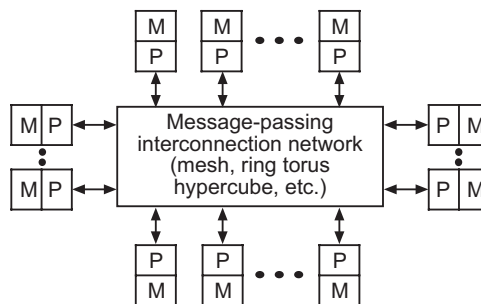 M M M
P P P
M P
Message-passing
interconnection network
(mesh, ring torus
hypercube, etc.)
P M
M P
P M
P P P
M M M